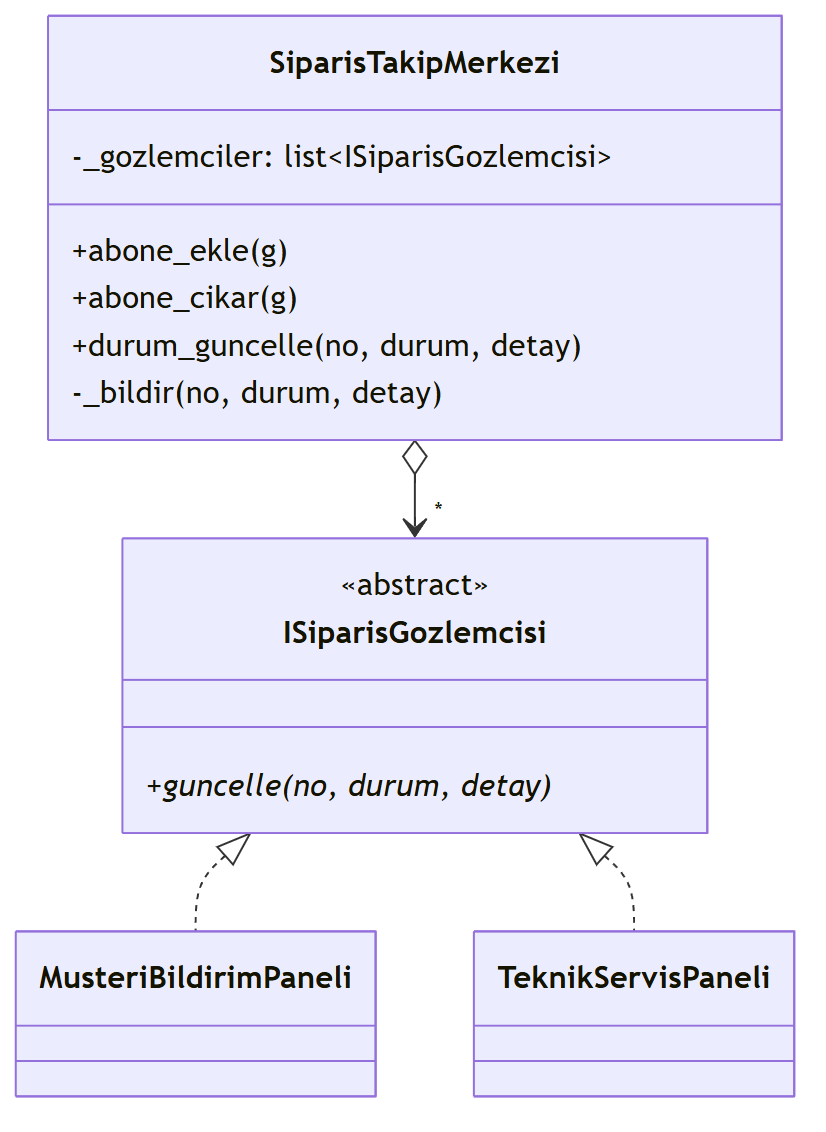 SiparisTakipMerkezi
-_gozlemciler: list<ISiparisGozlemcisi>
+abone_ekle(g)
+abone_cikar(g)
+durum_guncelle(no, durum, detay)
-_bildir(no, durum, detay)
*
«abstract»
ISiparisGozlemcisi
+guncelle(no, durum, detay)
MusteriBildirimPaneli
TeknikServisPaneli